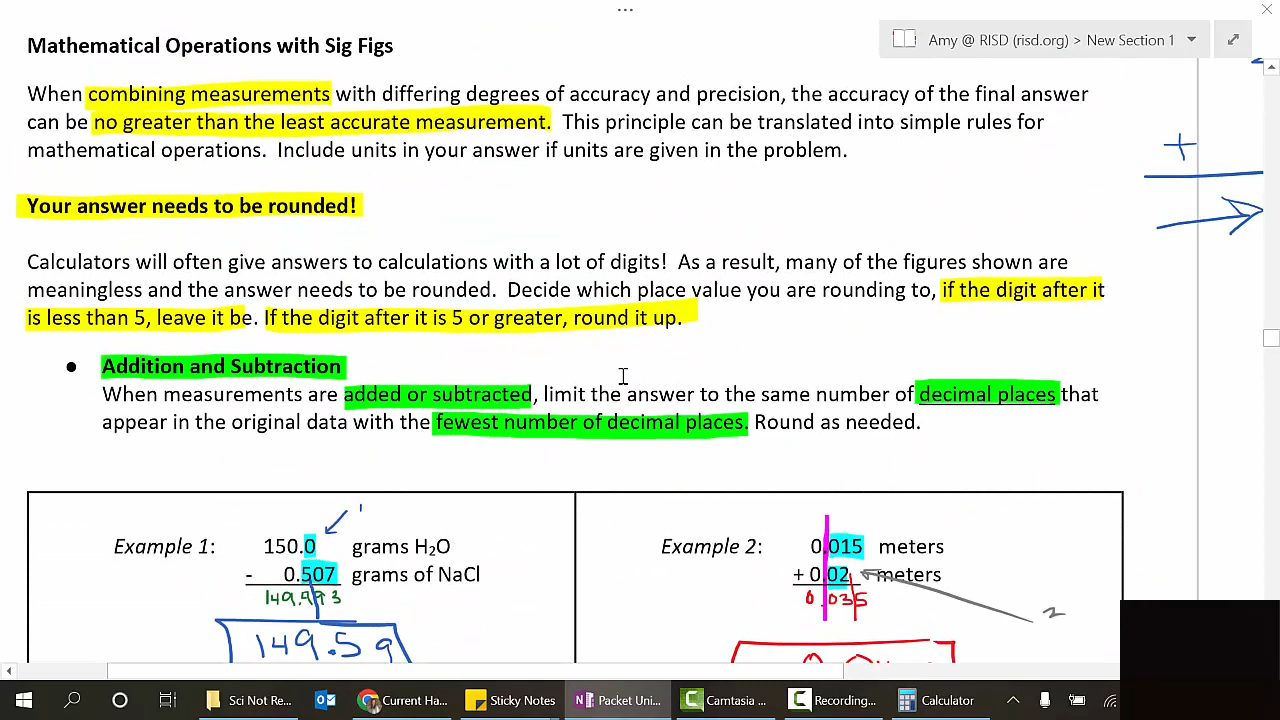 ...
Mathematical Operations with Sig Figs
Amy @ RISD (risd.org) > New Section 1
When combining measurements with differing degrees of accuracy and precision, the accuracy of the final answer
can be no greater than the least accurate measurement. This principle can be translated into simple rules for
mathematical operations. Include units in your answer if units are given in the problem.
+
Your answer needs to be rounded!
Calculators will often give answers to calculations with a lot of digits! As a result, many of the figures shown are
meaningless and the answer needs to be rounded. Decide which place value you are rounding to, if the digit after it
is less than 5, leave it be. If the digit after it is 5 or greater, round it up.
• Addition and Subtraction
When measurements are added or subtracted, limit the answer to the same number of decimal places that
appear in the original data with the fewest number of decimal places. Round as needed.
Example 1: 150.0 grams H₂O
- 0.507 grams of NaCl
149.993
149.5 g
Example 2: 0.015 meters
+ 0.02 meters
0.035
2
Sci Not Re...
Current Ha...
Sticky Notes
Packet Uni...
Camtasia ...
Recording...
Calculator